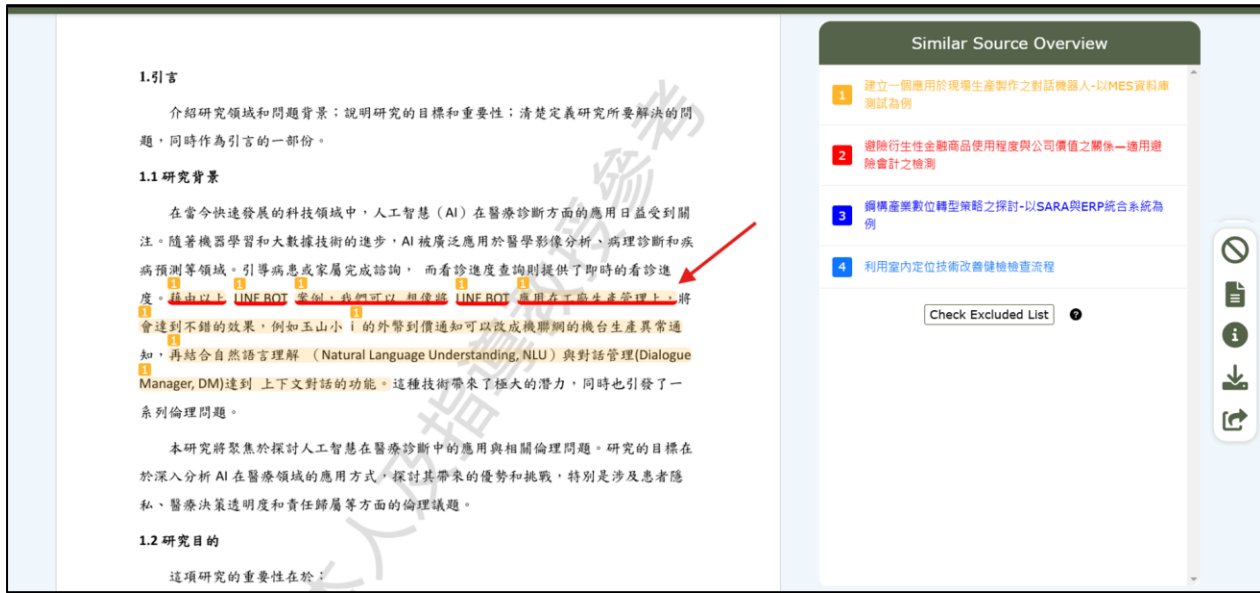 1.引言
介紹研究領域和問題背景；說明研究的目標和重要性；清楚定義研究所要解決的問
題，同時作為引言的一部份。
1.1 研究背景
在當今快速發展的科技領域中，人工智慧（AI）在醫療診斷方面的應用日益受到關
注。隨著機器學習和大數據技術的進步，AI 被廣泛應用於醫學影像分析、病理診斷和疾
病預測等領域。引導病患或家屬完成諮詢， 而看診進度查詢則提供了即時的看診進
1 1 1 1 1
度。藉由以上 LINE BOT 案例，我們可以 想像將 LINE BOT 應用在工廠生產管理上，將
1 1
會達到不錯的效果，例如玉山小 i 的外幣到價通知可以改成機聯網的機台生產異常通
1
知，再結合自然語言理解 （Natural Language Understanding, NLU）與對話管理(Dialogue
1
Manager, DM)達到 上下文對話的功能。這種技術帶來了極大的潛力，同時也引發了一
系列倫理問題。
本研究將聚焦於探討人工智慧在醫療診斷中的應用與相關倫理問題。研究的目標在
於深入分析 AI 在醫療領域的應用方式，探討其帶來的優勢和挑戰，特別是涉及患者隱
私、醫療決策透明度和責任歸屬等方面的倫理議題。
1.2 研究目的
這項研究的重要性在於：
本人及指導教授參考
Similar Source Overview
1 建立一個應用於現場生產製作之對話機器人-以MES資料庫
測試為例
2 避險衍生性金融商品使用程度與公司價值之關係—適用避
險會計之檢測
3 鋼構產業數位轉型策略之探討-以SARA與ERP統合系統為
例
4 利用室內定位技術改善健檢檢查流程
Check Excluded List ?